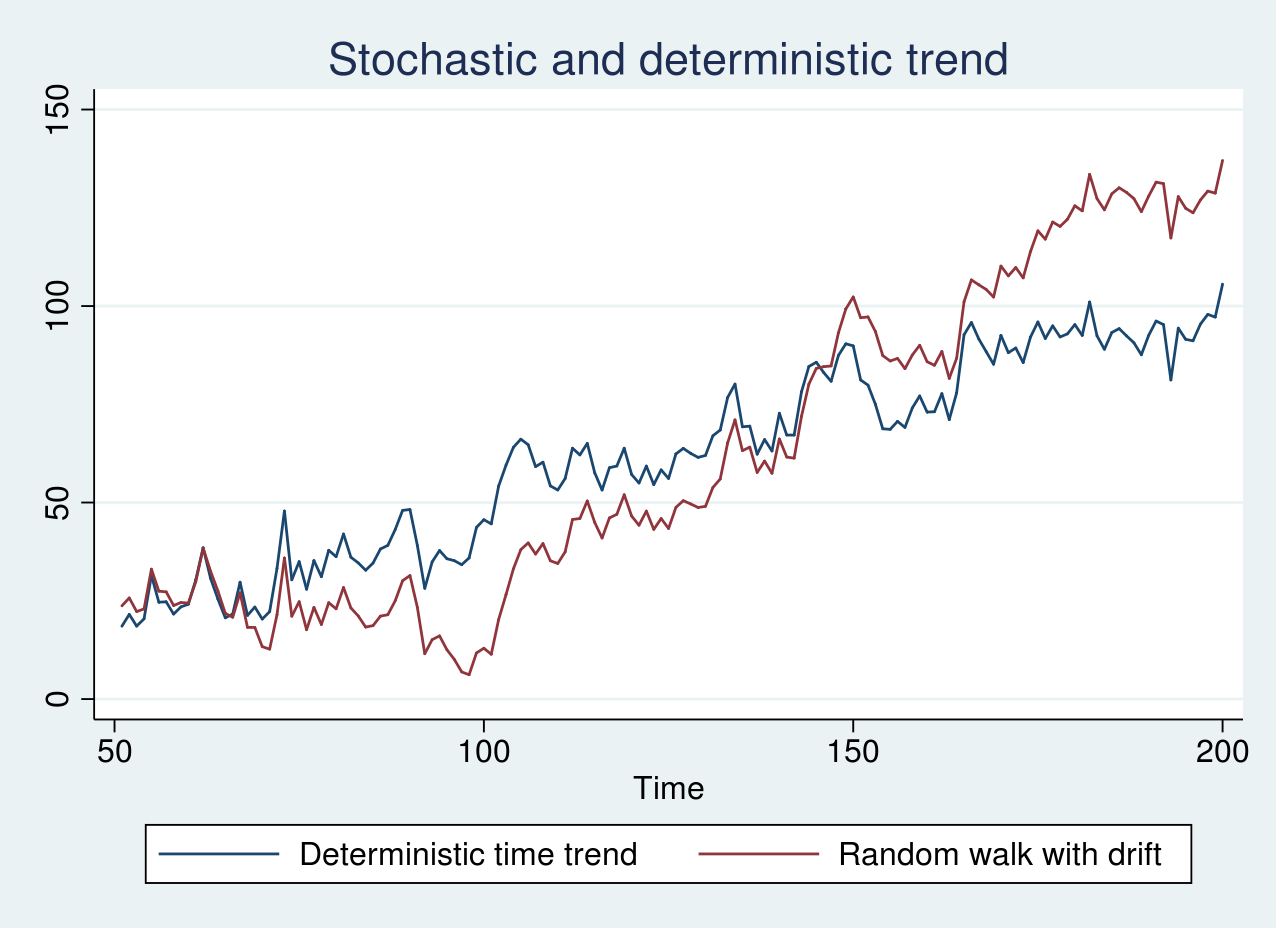 Stochastic and deterministic trend
150
100
50
0
50 100 150 200
Time
Deterministic time trend Random walk with drift